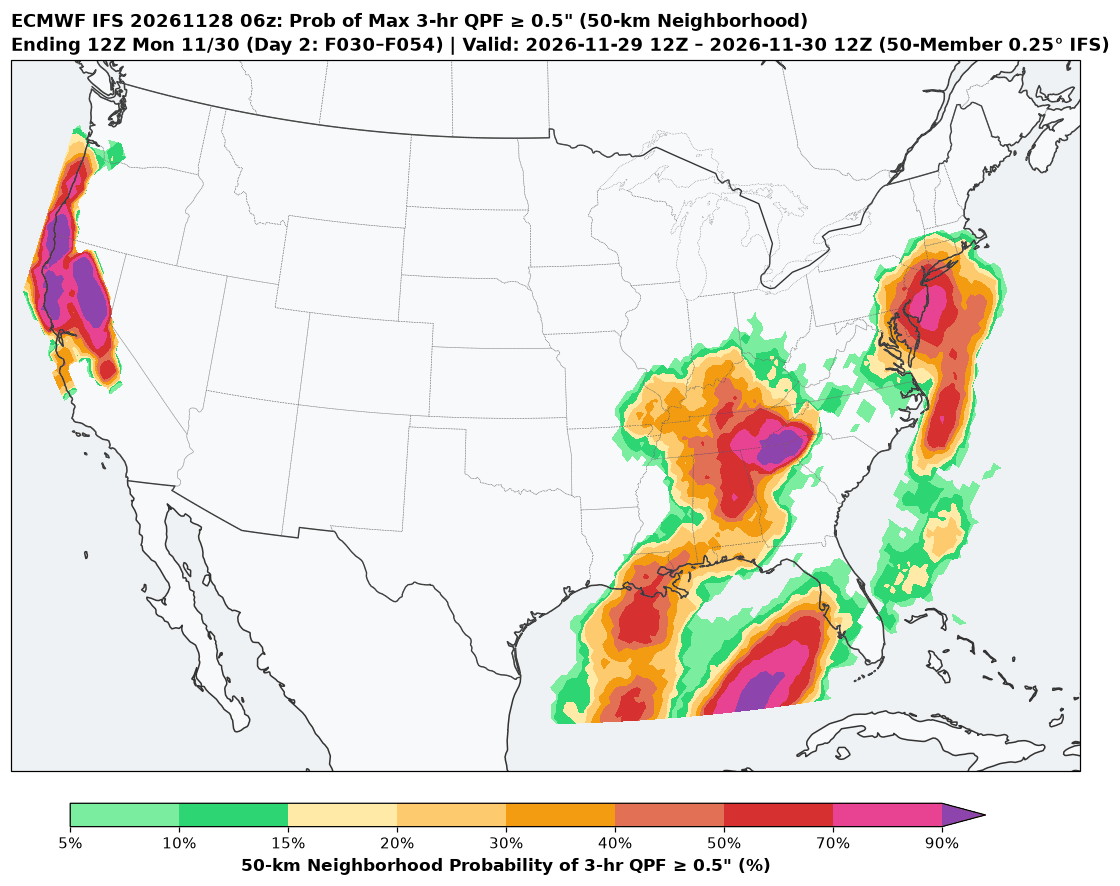 ECMWF IFS 20261128 06z: Prob of Max 3-hr QPF ≥ 0.5" (50-km Neighborhood)
Ending 12Z Mon 11/30 (Day 2: F030–F054) | Valid: 2026-11-29 12Z – 2026-11-30 12Z (50-Member 0.25° IFS)
5% 10% 15% 20% 30% 40% 50% 70% 90%
50-km Neighborhood Probability of 3-hr QPF ≥ 0.5" (%)